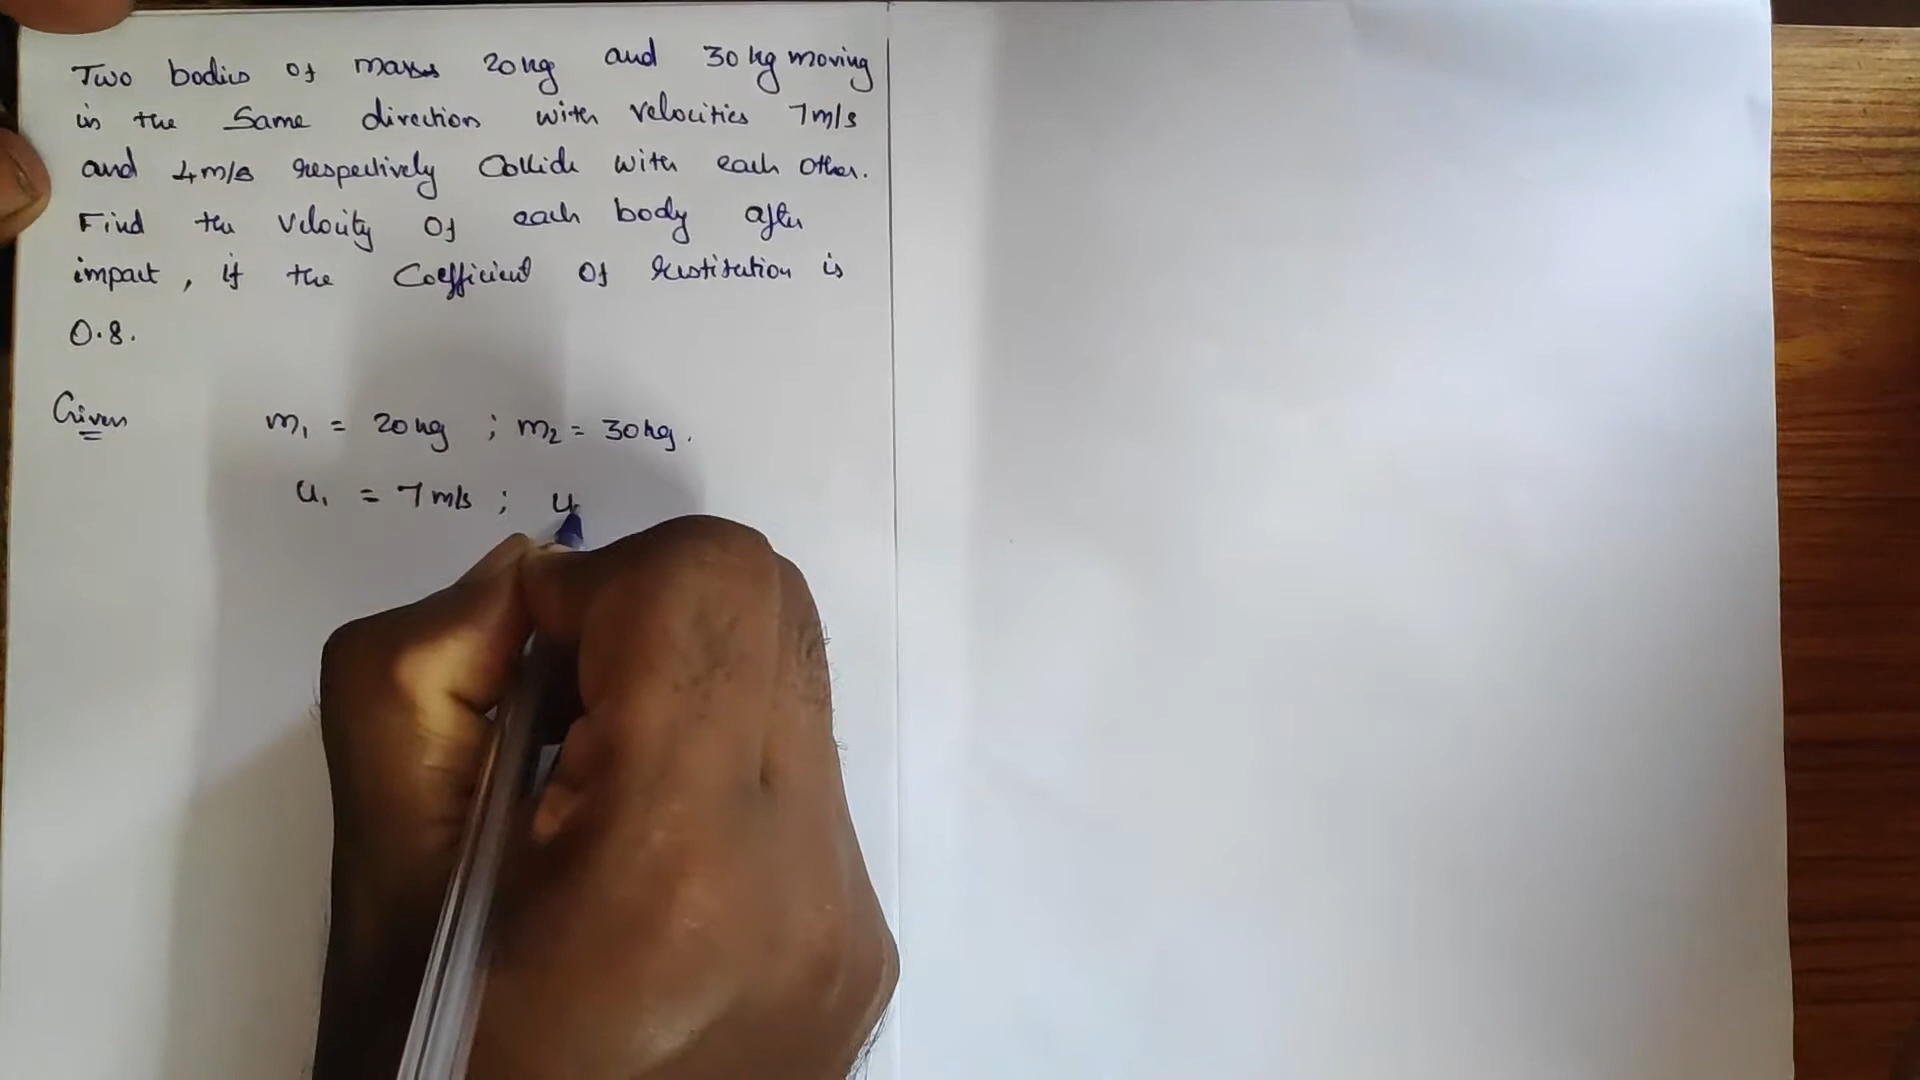 Two bodies of mass 20kg and 30kg moving
in the Same direction with velocities 7m/s
and 4m/s respectively Collide with each other.
Find the velocity of each body after
impact, if the Coefficient of restitution is
0.8.
Given m₁ = 20kg ; m₂ = 30kg.
u₁ = 7m/s ; u